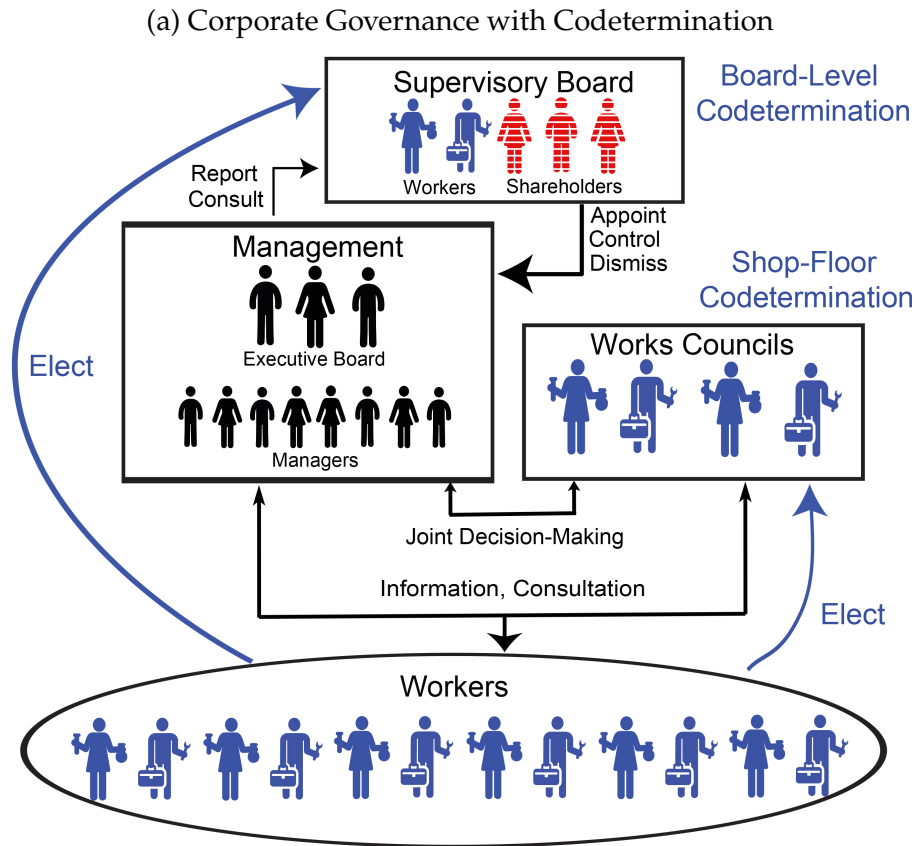 (a) Corporate Governance with Codetermination
Supervisory Board
Workers
Shareholders
Board-Level
Codetermination
Report
Consult
Appoint
Control
Dismiss
Management
Executive Board
Managers
Shop-Floor
Codetermination
Works Councils
Elect
Joint Decision-Making
Information, Consultation
Elect
Workers